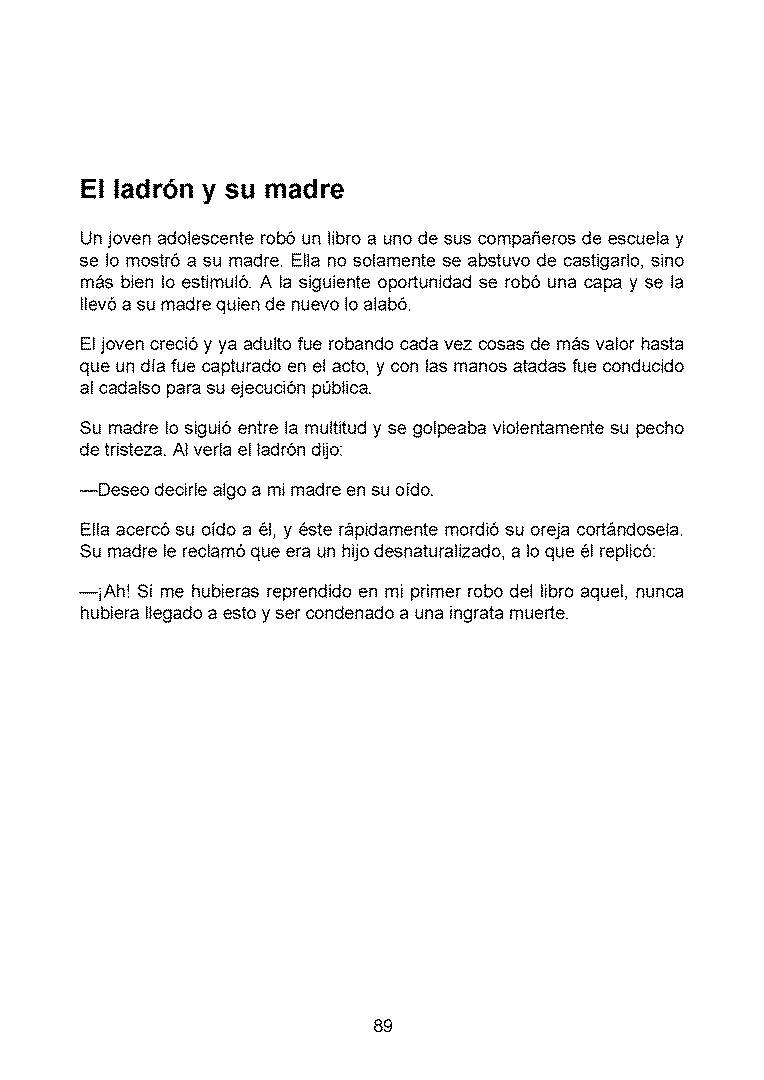 El ladrón y su madre
Un joven adolescente robó un libro a uno de sus compañeros de escuela y
se lo mostró a su madre. Ella no solamente se abstuvo de castigarlo, sino
más bien lo estimuló. A la siguiente oportunidad se robó una capa y se la
llevó a su madre quien de nuevo lo alabó.
El joven creció y ya adulto fue robando cada vez cosas de más valor hasta
que un día fue capturado en el acto, y con las manos atadas fue conducido
al cadalso para su ejecución pública.
Su madre lo siguió entre la multitud y se golpeaba violentamente su pecho
de tristeza. Al verla el ladrón dijo:
—Deseo decirle algo a mi madre en su oído.
Ella acercó su oído a él, y éste rápidamente mordió su oreja cortándosela.
Su madre le reclamó que era un hijo desnaturalizado, a lo que él replicó:
—¡Ah! Si me hubieras reprendido en mi primer robo del libro aquel, nunca
hubiera llegado a esto y ser condenado a una ingrata muerte.
89